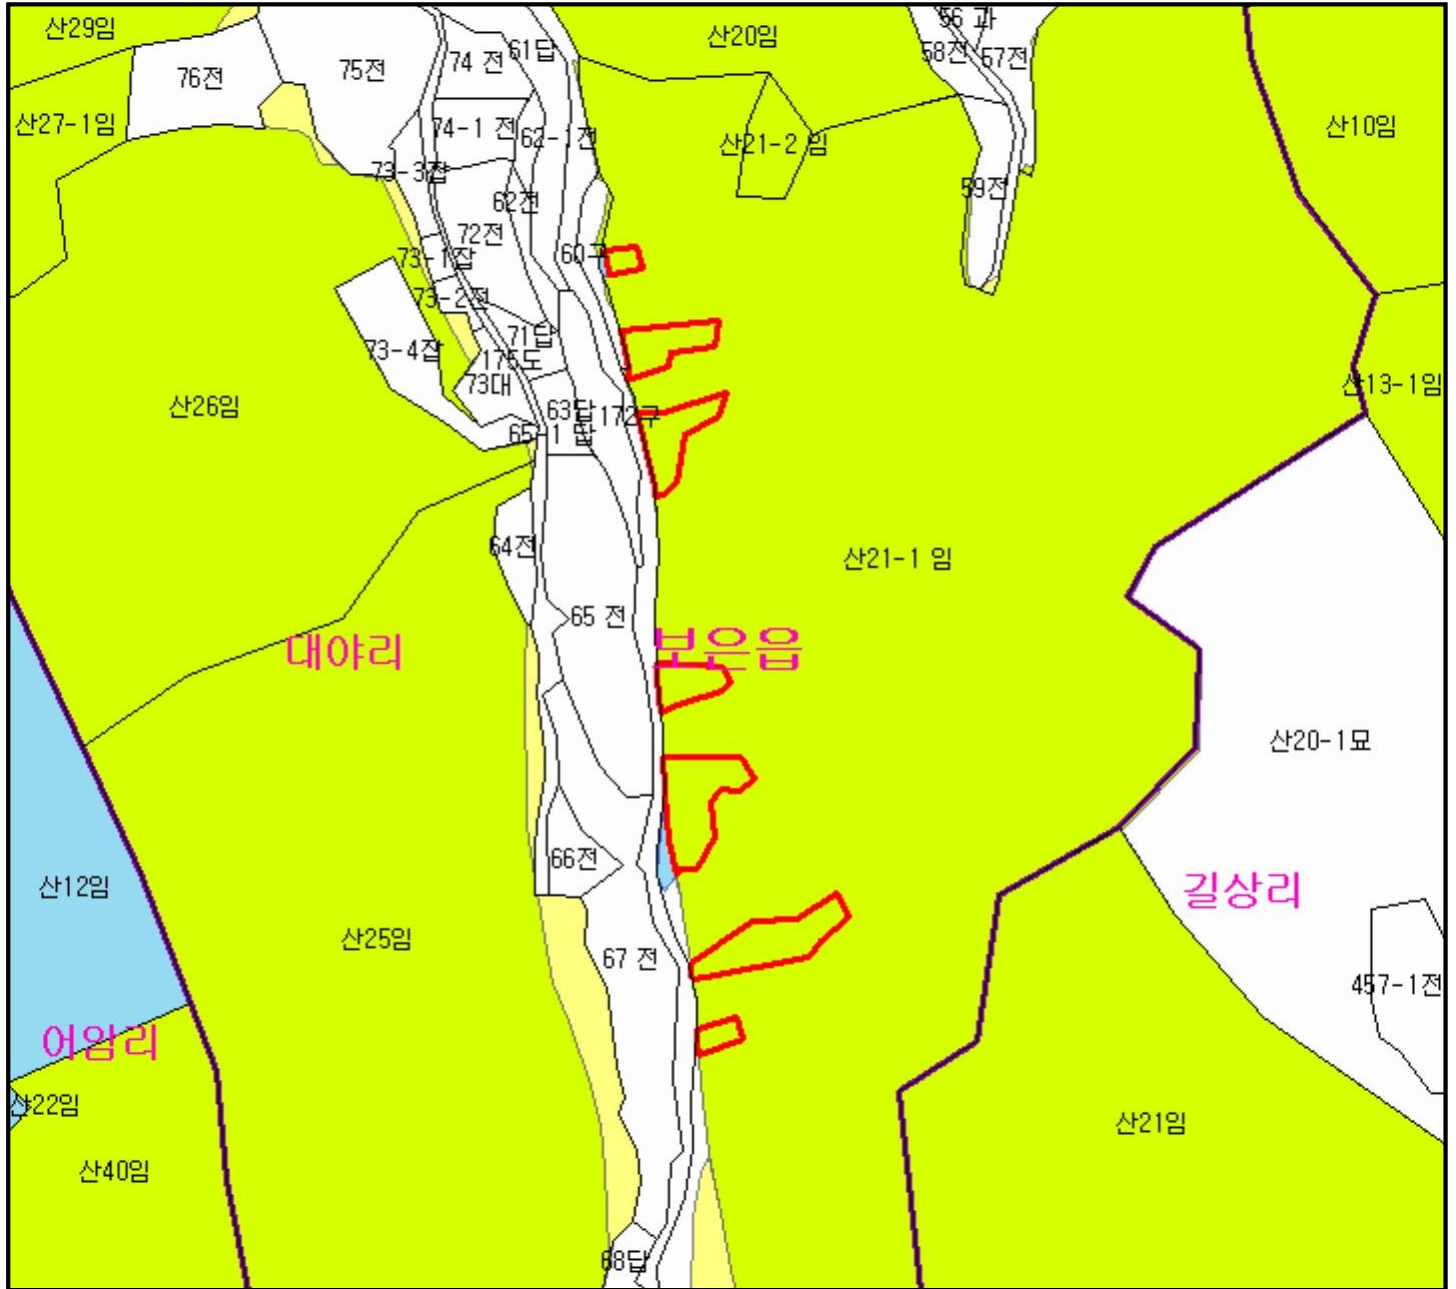 56 과
산29임
산20임
74 전
61답
58전
57전
75전
76전
산27-1임
산10임
74-1 전
62-1전
산21-2 임
73-3잡
59전
62전
72전
60구
73-1잡
73-2전
71답
73-4잡
175도
73대
산13-1임
산26임
63답
172구
65-1 답
64전
산21-1 임
65 전
대야리
보은읍
산20-1묘
66전
산12임
길상리
산25임
67 전
457-1전
어암리
산22임
산21임
산40임
68답